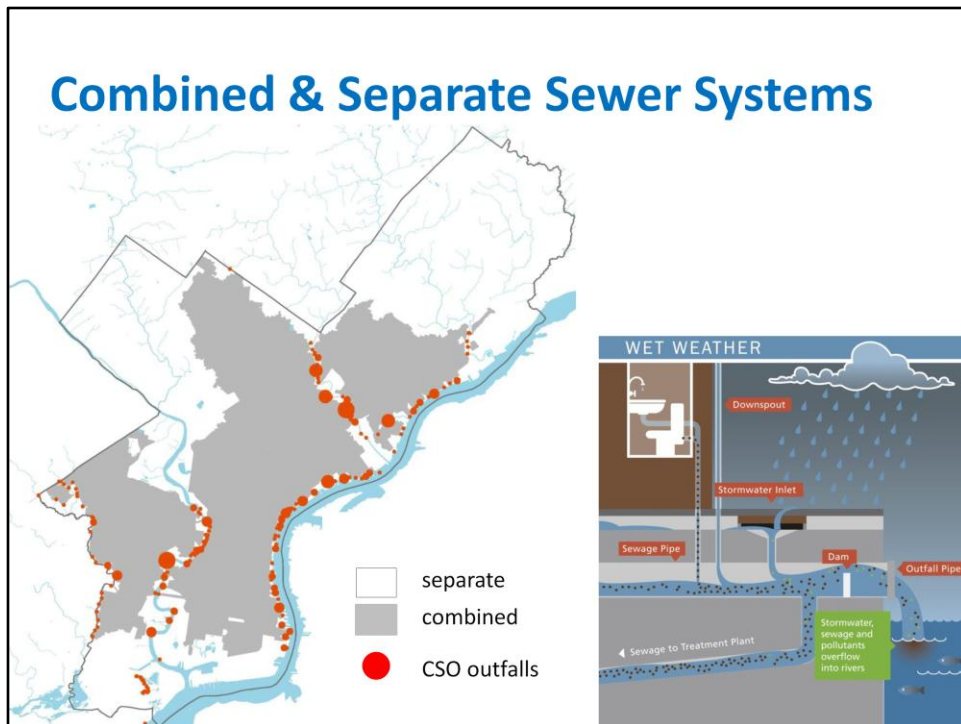 Combined & Separate Sewer Systems
separate
combined
CSO outfalls
WET WEATHER
Downspout
Stormwater Inlet
Sewage Pipe
Dam
Outfall Pipe
Stormwater,
sewage and
pollutants
overflow
into rivers
Sewage to Treatment Plant